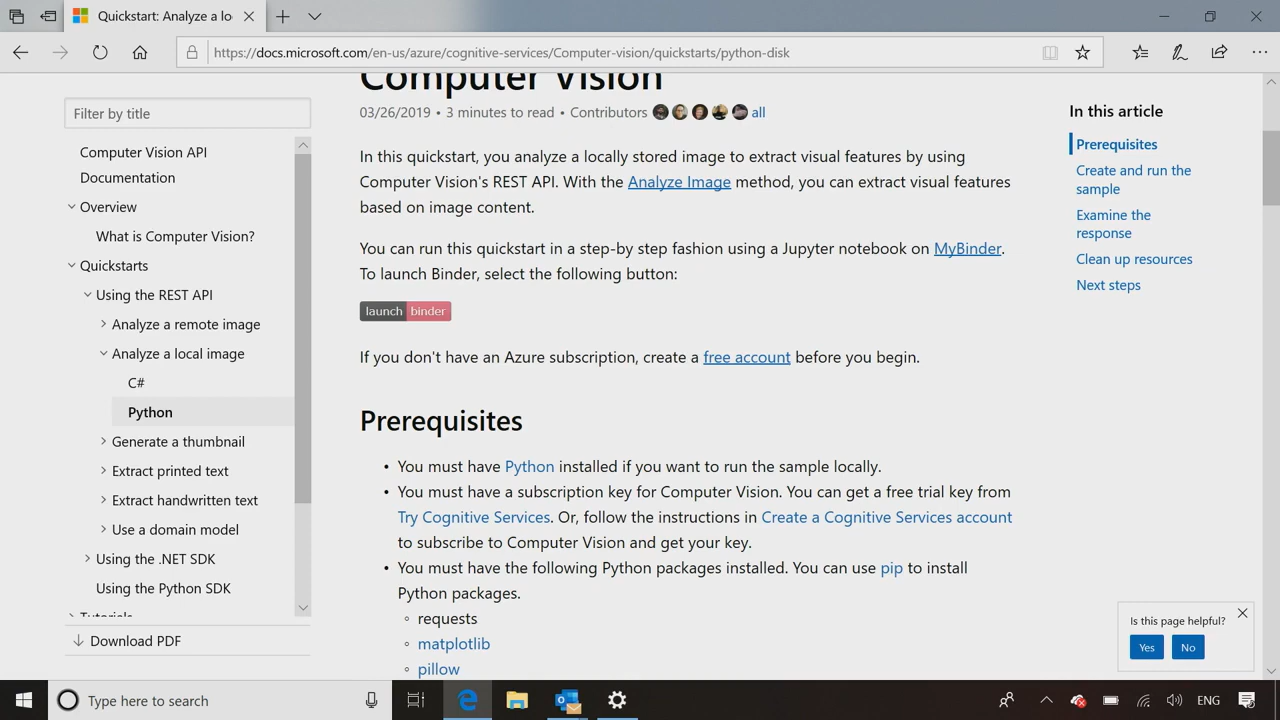 Quickstart: Analyze a lo
https://docs.microsoft.com/en-us/azure/cognitive-services/Computer-vision/quickstarts/python-disk
Filter by title
Computer Vision API
Documentation
Overview
What is Computer Vision?
Quickstarts
Using the REST API
Analyze a remote image
Analyze a local image
C#
Python
Generate a thumbnail
Extract printed text
Extract handwritten text
Use a domain model
Using the .NET SDK
Using the Python SDK
Tutorials
Download PDF
Computer Vision
03/26/2019 • 3 minutes to read • Contributors all
In this quickstart, you analyze a locally stored image to extract visual features by using
Computer Vision's REST API. With the Analyze Image method, you can extract visual features
based on image content.
You can run this quickstart in a step-by step fashion using a Jupyter notebook on MyBinder.
To launch Binder, select the following button:
launch binder
If you don't have an Azure subscription, create a free account before you begin.
Prerequisites
• You must have Python installed if you want to run the sample locally.
• You must have a subscription key for Computer Vision. You can get a free trial key from
Try Cognitive Services. Or, follow the instructions in Create a Cognitive Services account
to subscribe to Computer Vision and get your key.
• You must have the following Python packages installed. You can use pip to install
Python packages.
◦ requests
◦ matplotlib
◦ pillow
In this article
Prerequisites
Create and run the
sample
Examine the
response
Clean up resources
Next steps
Is this page helpful?
Yes No
Type here to search
ENG